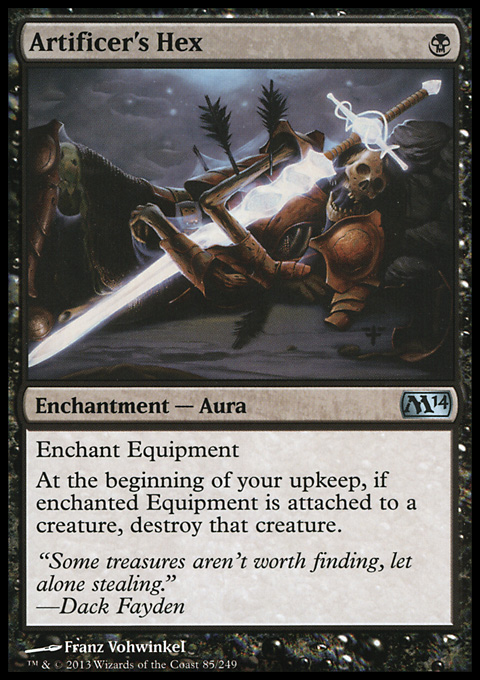 Artificer's Hex
Enchantment — Aura
M14
Enchant Equipment
At the beginning of your upkeep, if
enchanted Equipment is attached to a
creature, destroy that creature.
“Some treasures aren't worth finding, let
alone stealing.”
—Dack Fayden
Franz Vohwinkel
™ & © 2013 Wizards of the Coast 85/249